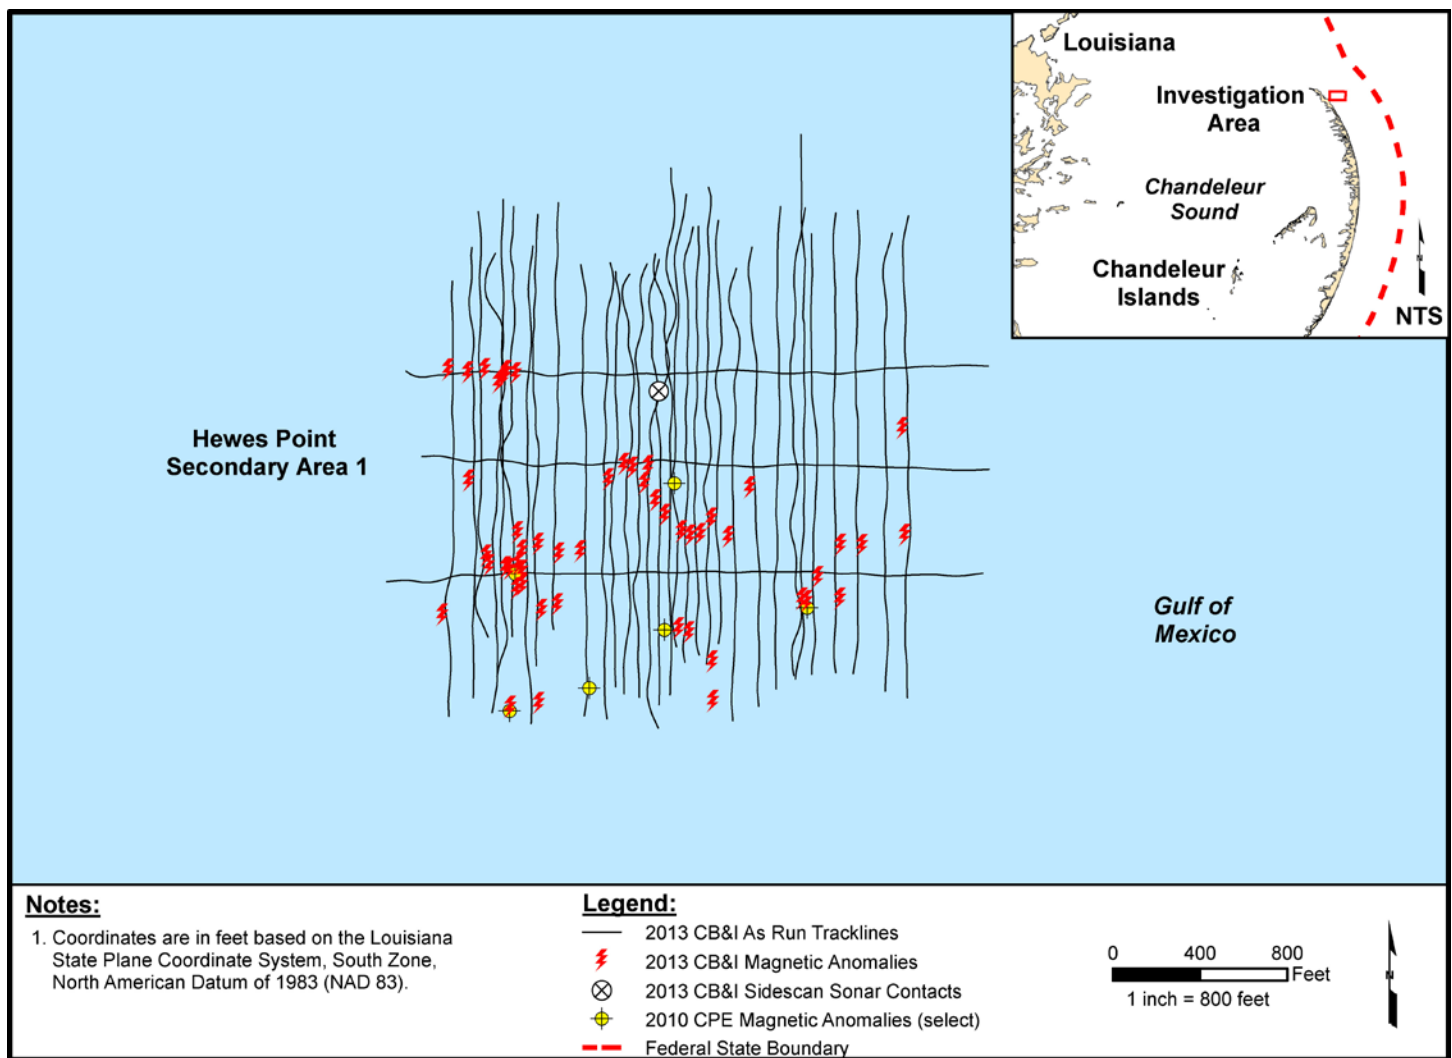 Louisiana
Investigation
Area
Chandeleur
Sound
Chandeleur
Islands
N
NTS
Hewes Point
Secondary Area 1
Gulf of
Mexico
Notes:
1. Coordinates are in feet based on the Louisiana
State Plane Coordinate System, South Zone,
North American Datum of 1983 (NAD 83).
Legend:
2013 CB&I As Run Tracklines
2013 CB&I Magnetic Anomalies
2013 CB&I Sidescan Sonar Contacts
2010 CPE Magnetic Anomalies (select)
Federal State Boundary
0 400 800
Feet
1 inch = 800 feet
N